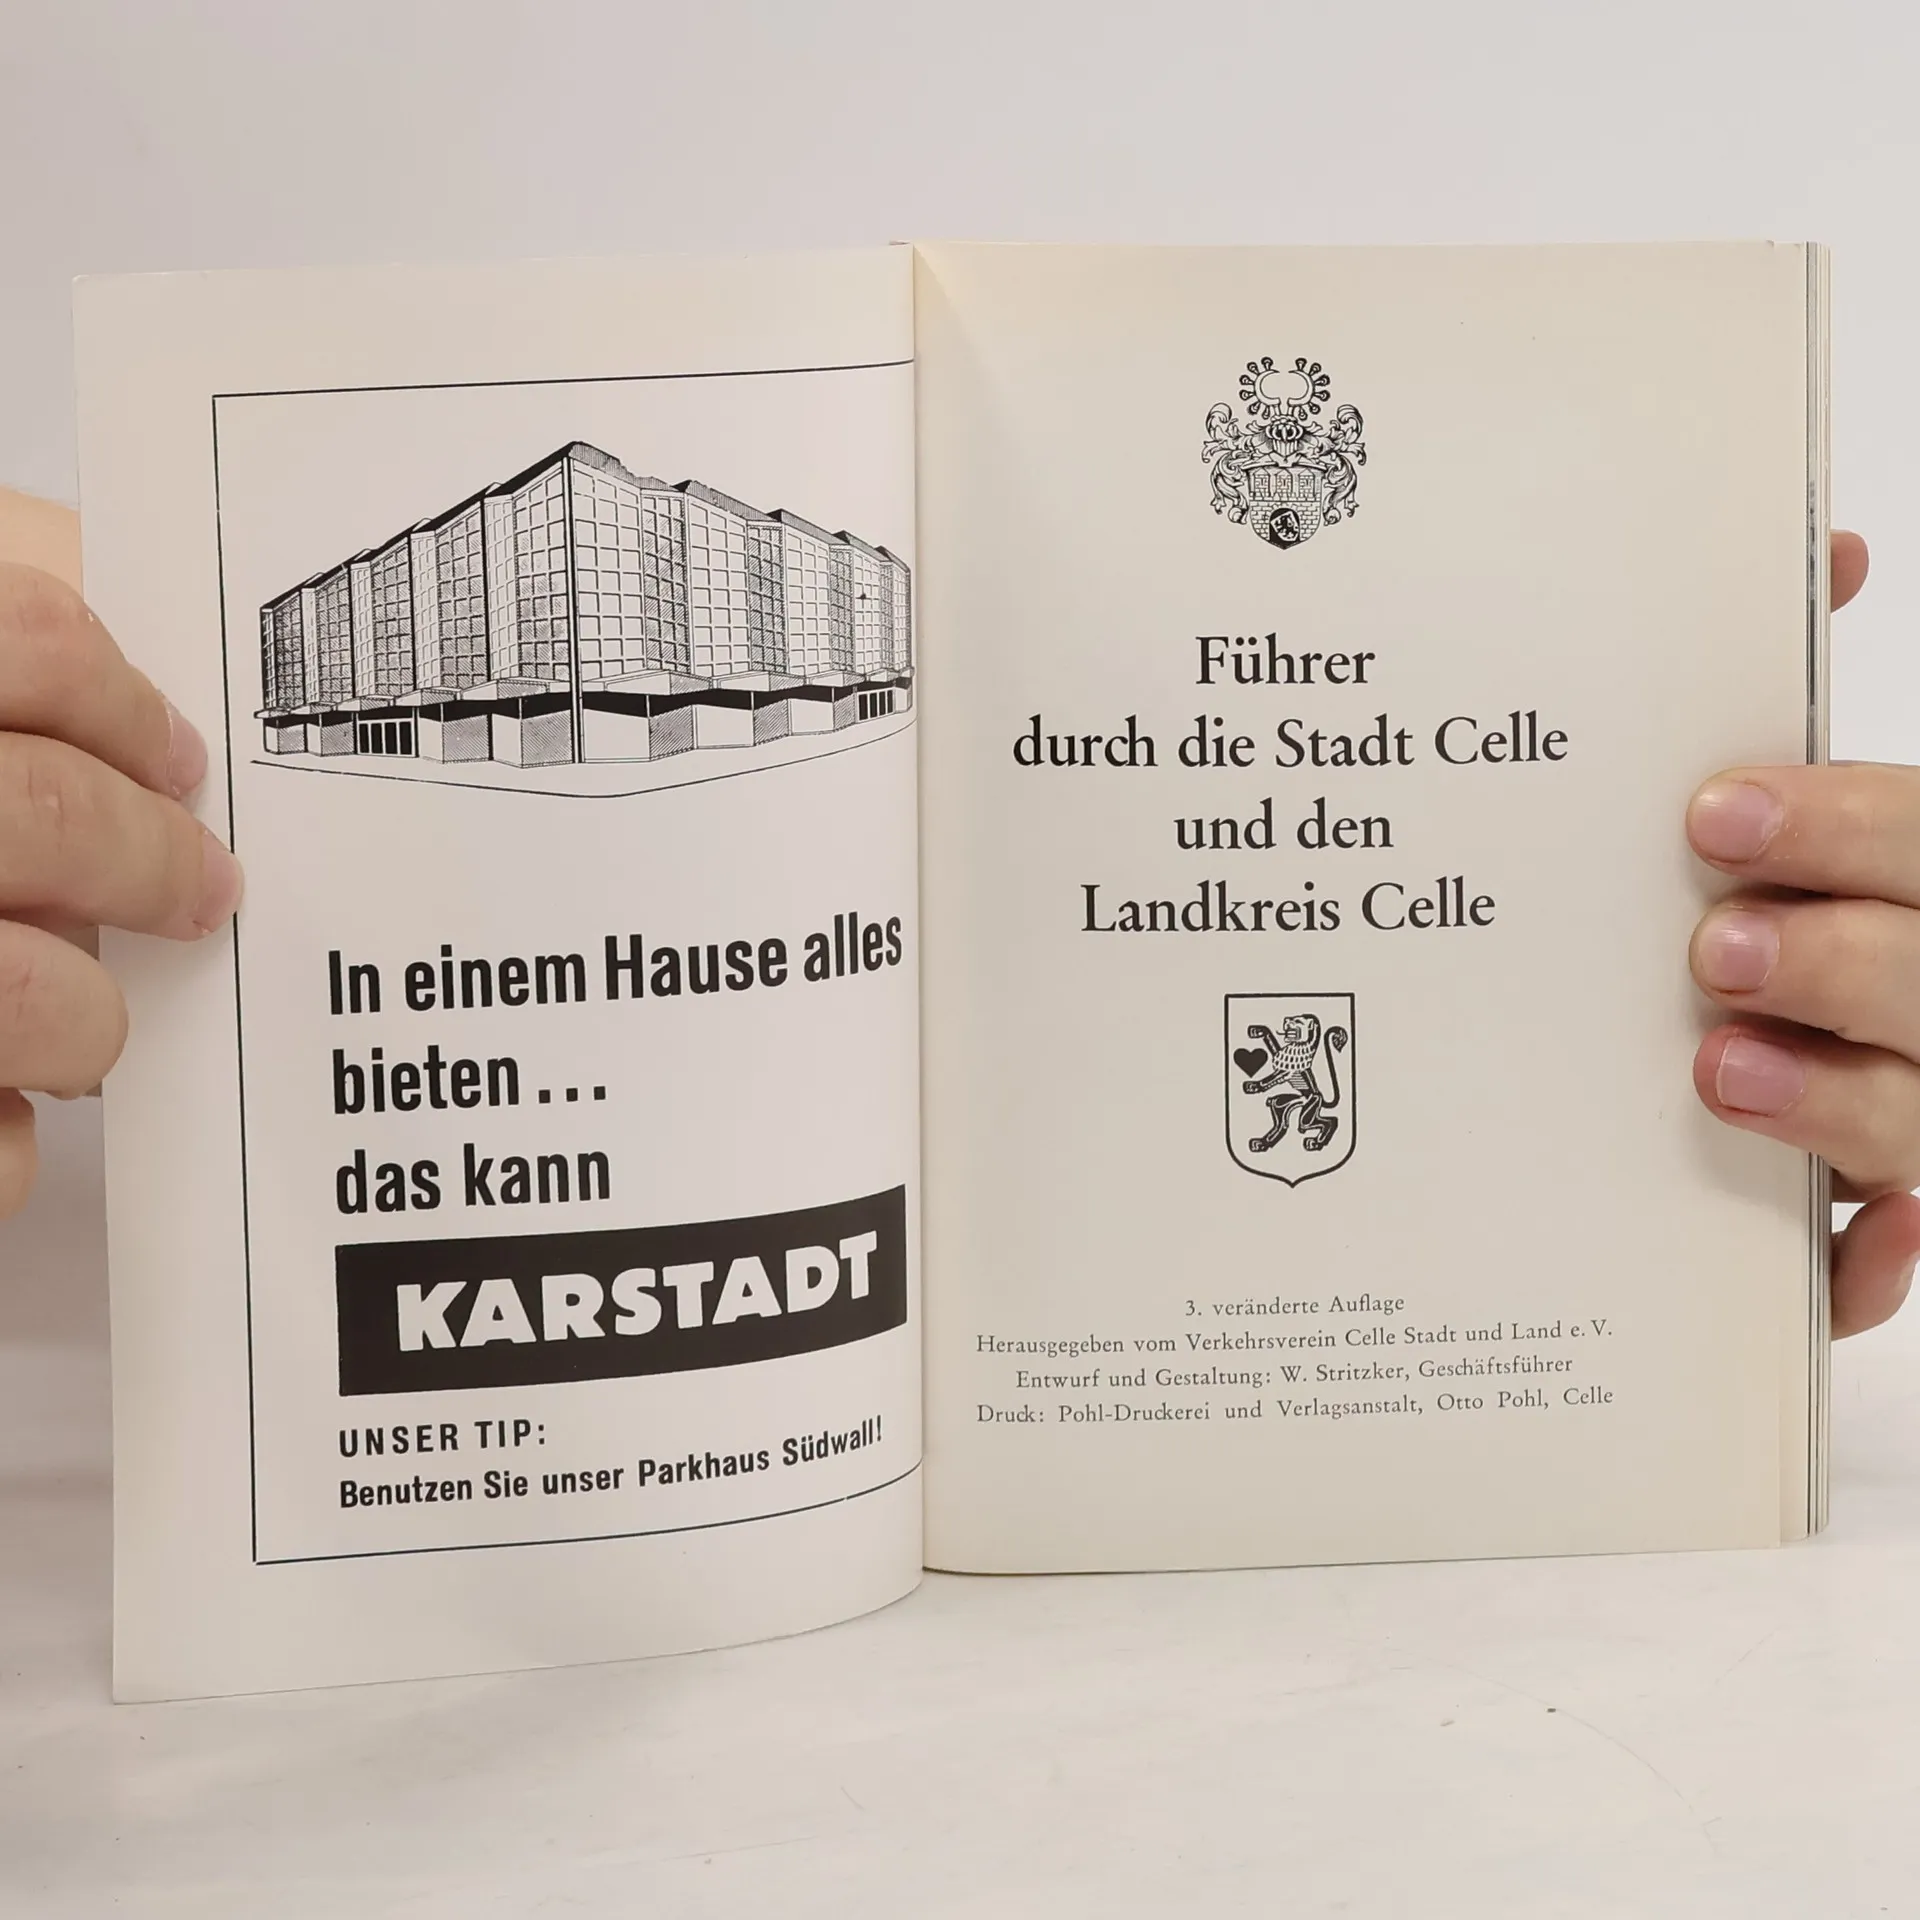 In einem Hause alles
bieten...
das kann
KARSTADT
UNSER TIP:
Benutzen Sie unser Parkhaus Südwall!
Führer
durch die Stadt Celle
und den
Landkreis Celle
3. veränderte Auflage
Herausgegeben vom Verkehrsverein Celle Stadt und Land e. V.
Entwurf und Gestaltung: W. Stritzker, Geschäftsführer
Druck: Pohl-Druckerei und Verlagsanstalt, Otto Pohl, Celle